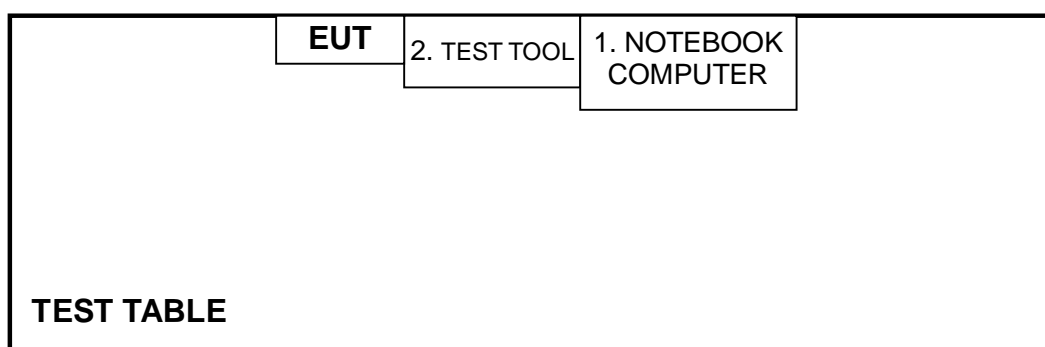 EUT
2. TEST TOOL
1. NOTEBOOK
COMPUTER
TEST TABLE